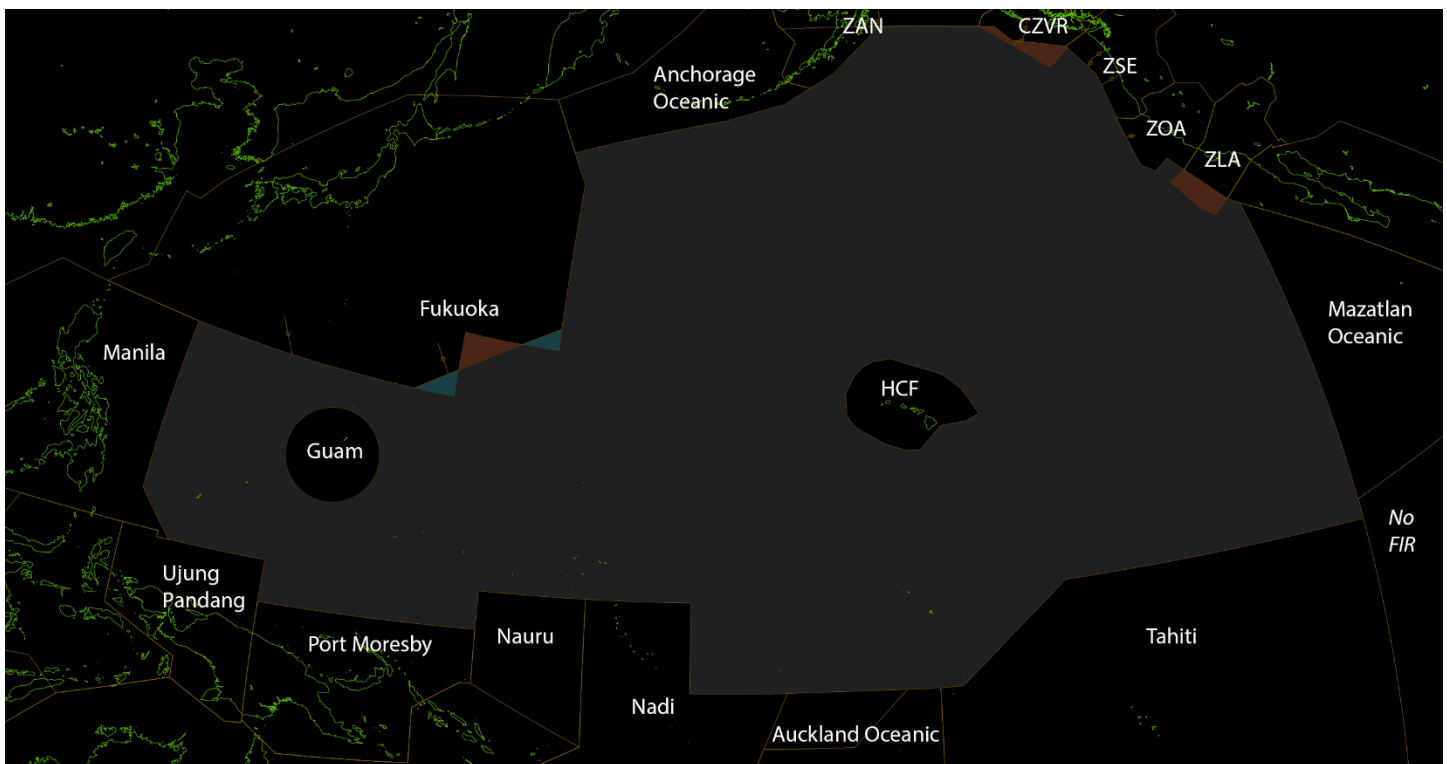 ZAN
CZVR
ZSE
Anchorage
Oceanic
ZOA
ZLA
Fukuoka
Mazatlan
Oceanic
Manila
HCF
Guam
No
FIR
Ujung
Pandang
Port Moresby
Nauru
Tahiti
Nadi
Auckland Oceanic